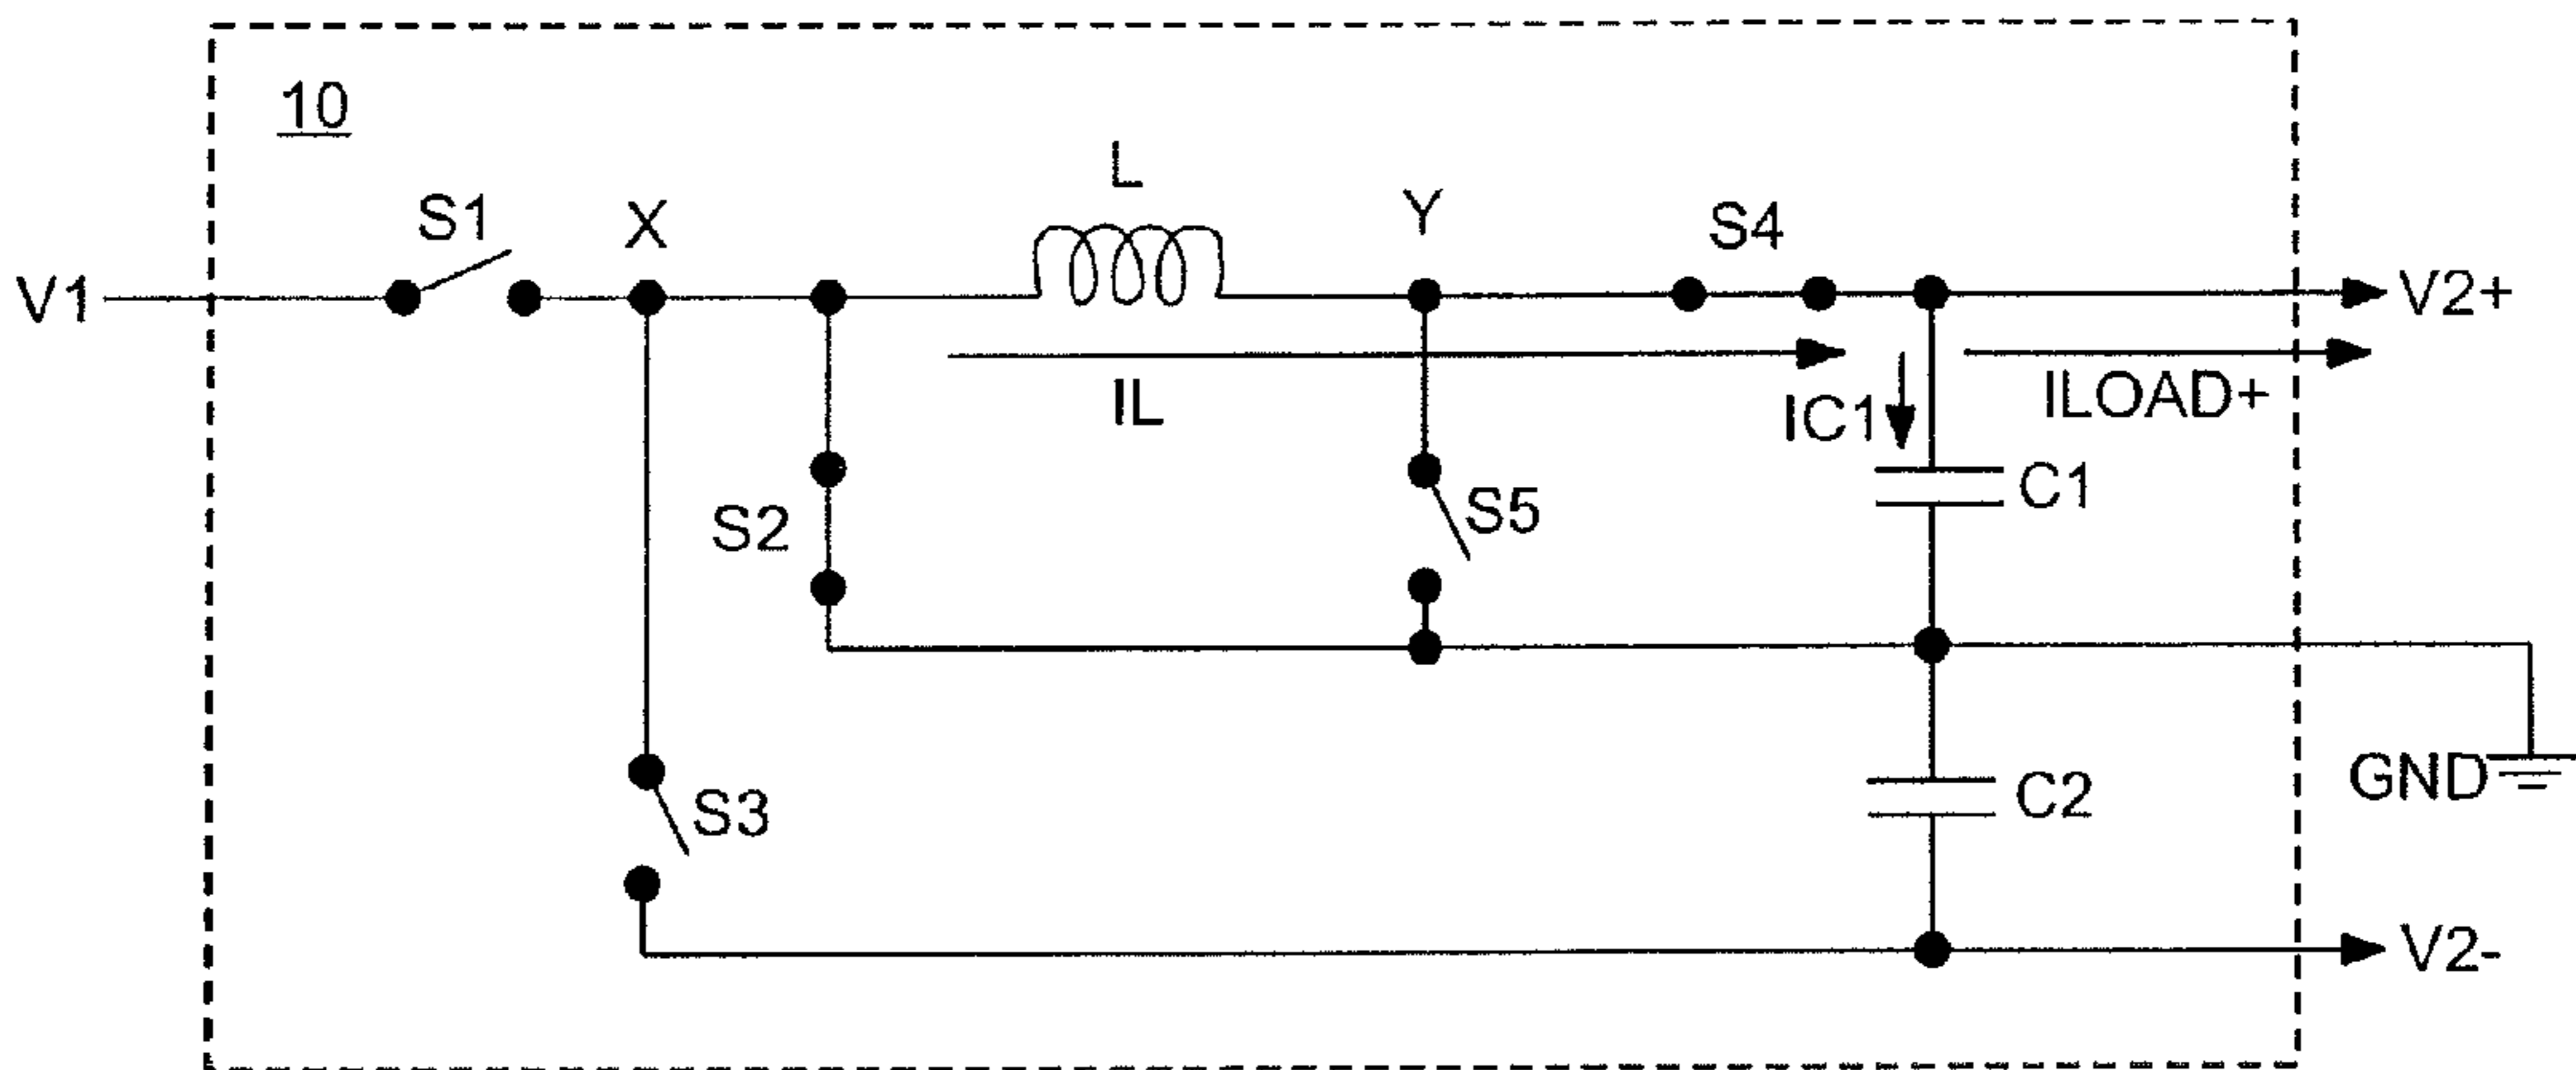 10
L
S1
X
Y
S4
V1
V2+
IL
IC1
ILOAD+
C1
S2
S5
GND
C2
S3
V2-